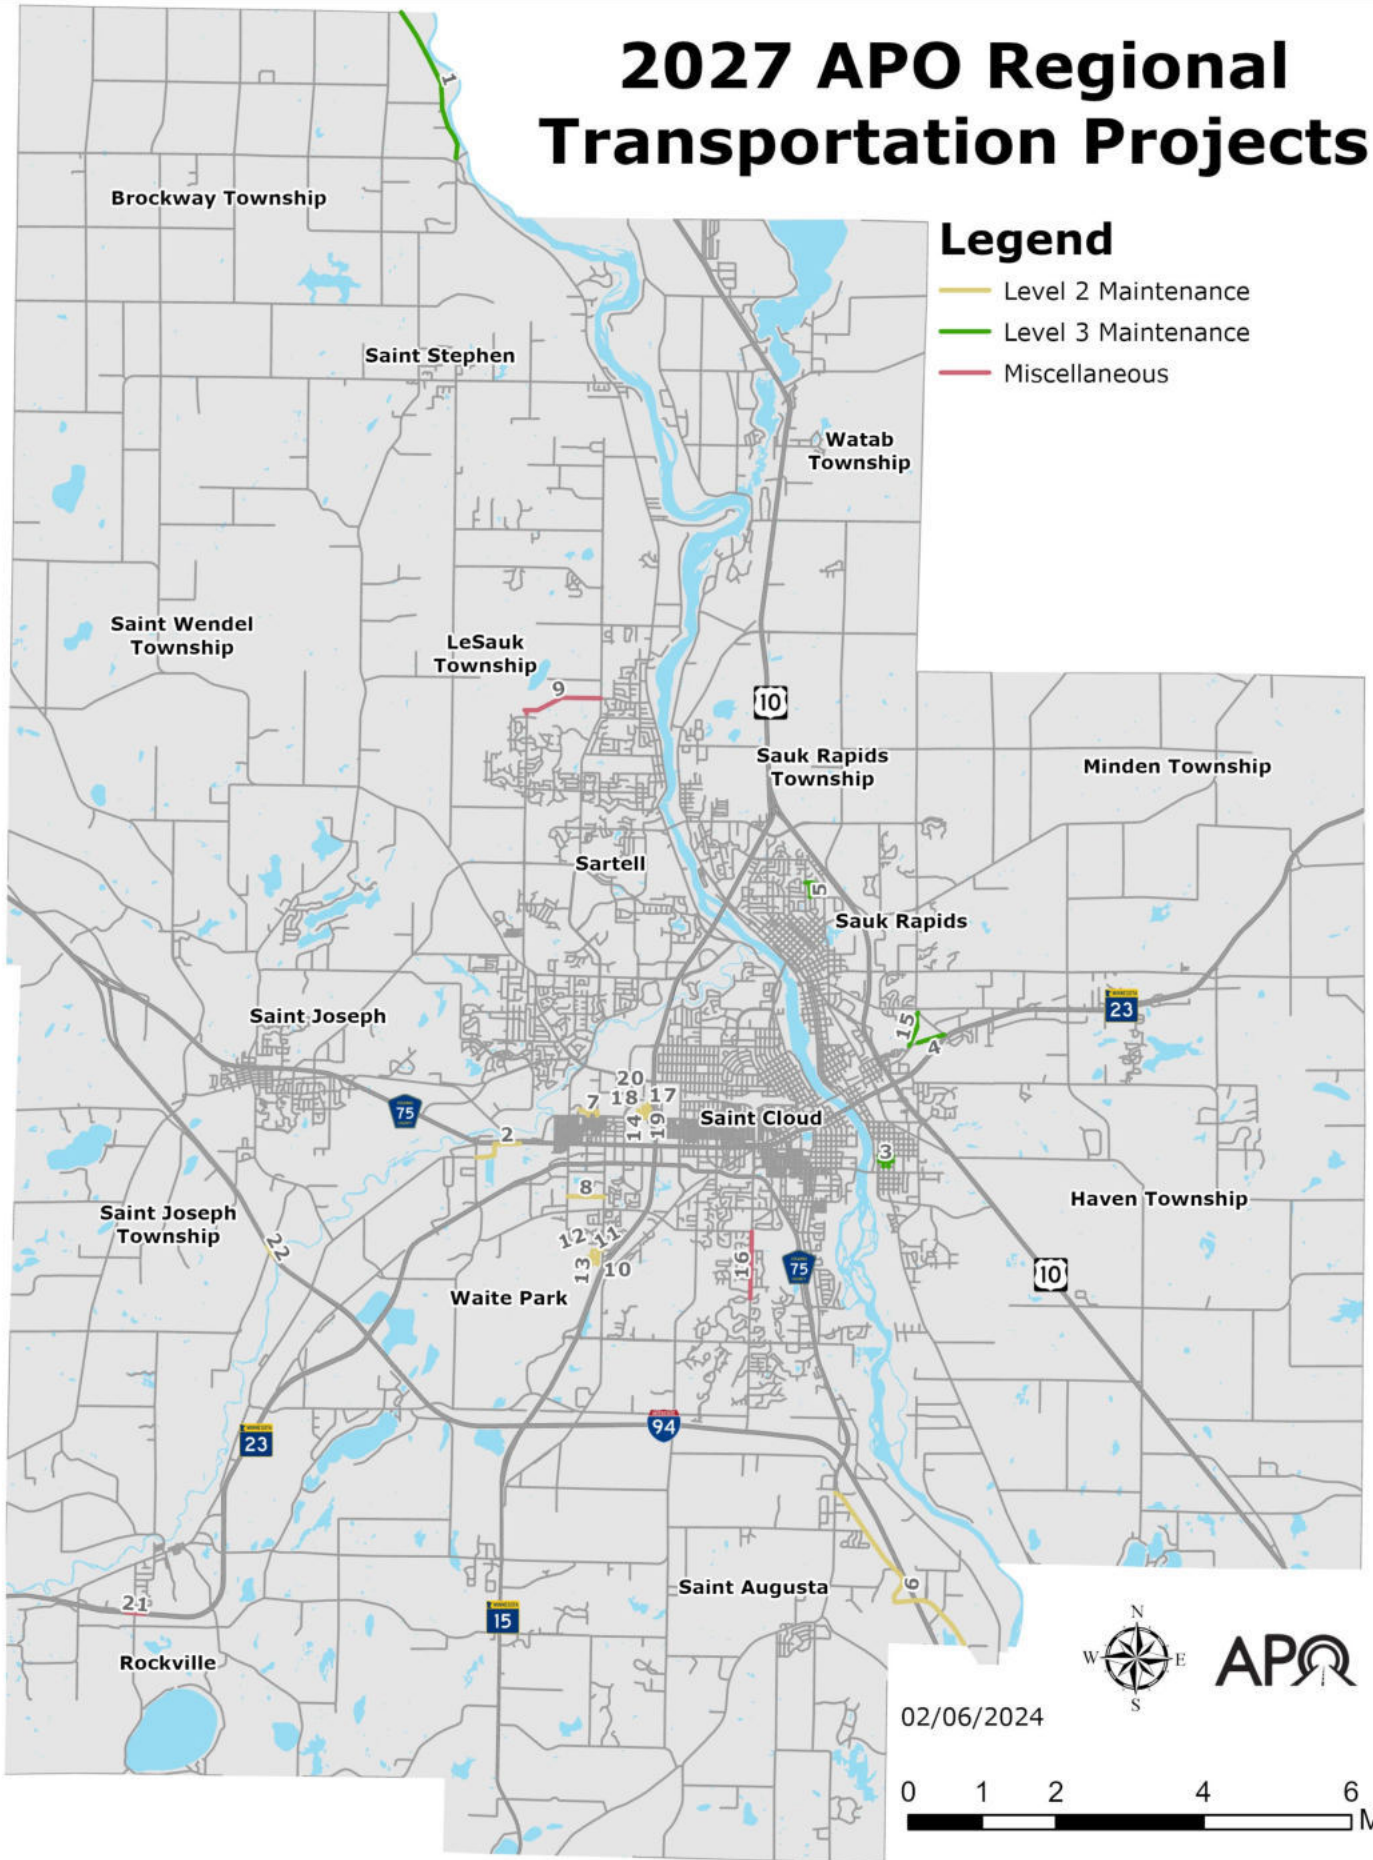 2027 APO Regional
Transportation Projects
Legend
Level 2 Maintenance
Level 3 Maintenance
Miscellaneous
1
Brockway Township
Saint Stephen
Watab
Township
Saint Wendel
Township
LeSauk
Township
9
10
Sauk Rapids
Township
Minden Township
Sartell
5
Sauk Rapids
MINNESOTA
23
Saint Joseph
15
4
20
7
18
17
75
14
19
Saint Cloud
2
3
8
Saint Joseph
Township
Haven Township
22
12
11
13
10
16
75
10
Waite Park
94
MINNESOTA
23
6
Saint Augusta
21
MINNESOTA
15
Rockville
N
W
E
S
APO
02/06/2024
0 1 2 4 6
M